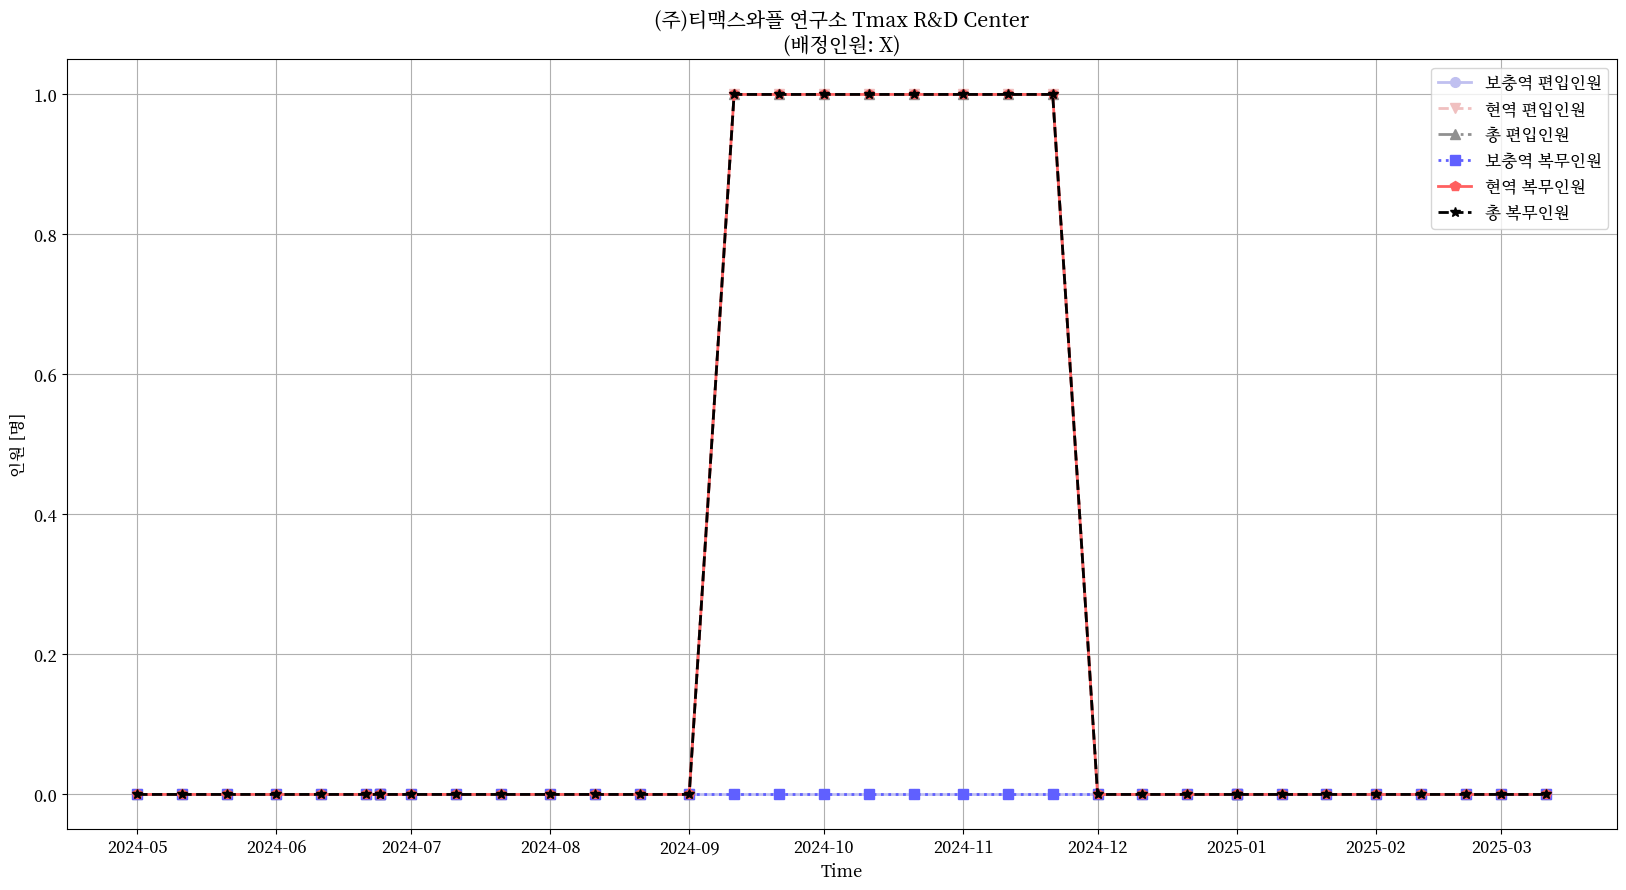 (주)티맥스와플 연구소 Tmax R&D Center
(배정인원: X)
보충역 편입인원
현역 편입인원
총 편입인원
보충역 복무인원
현역 복무인원
총 복무인원
인원 [명]
1.0
0.8
0.6
0.4
0.2
0.0
2024-05 2024-06 2024-07 2024-08 2024-09 2024-10 2024-11 2024-12 2025-01 2025-02 2025-03
Time